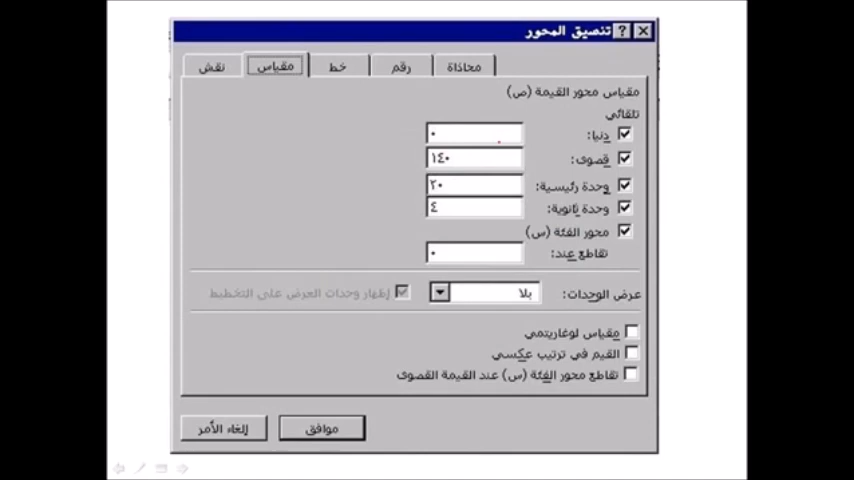 تنسيق المحور
نقش مقياس خط رقم محاذاة
مقياس محور القيمة (ص)
تلقائي
دنيا: ٠
قصوى: ١٤٠
وحدة رئيسية: ٢٠
وحدة ثانوية: ٤
محور الفئة (س)
تقاطع عند: ٠
عرض الوحدات: بلا إظهار وحدات العرض على التخطيط
مقياس لوغاريتمي
القيم في ترتيب عكسي
تقاطع محور الفئة (س) عند القيمة القصوى
موافق إلغاء الأمر